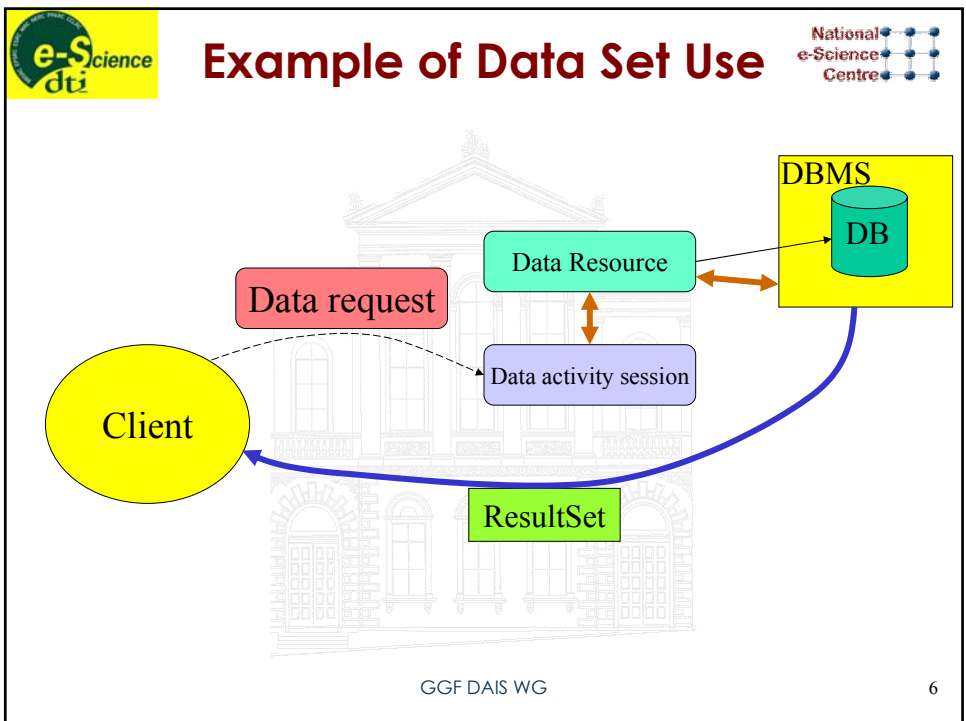 e-Science
dti
Example of Data Set Use
National
e-Science
Centre
DBMS
DB
Data Resource
Data request
Data activity session
Client
ResultSet
GGF DAIS WG
6